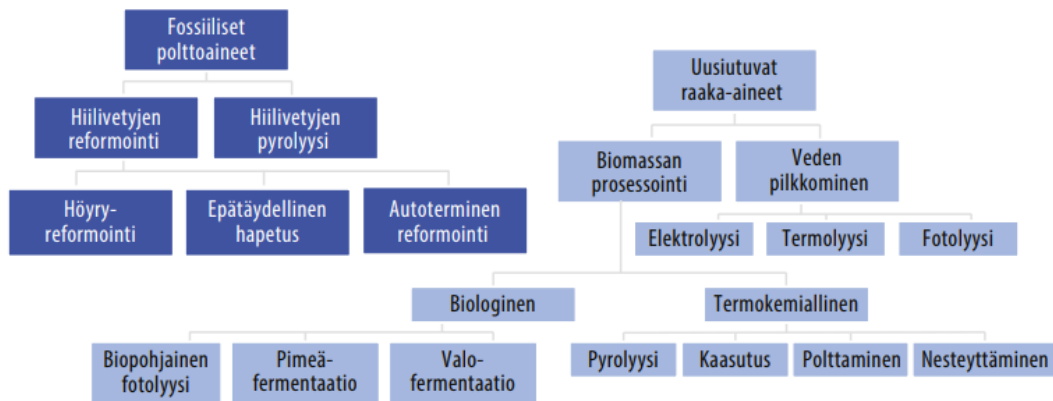 Fossiiliset
polttoaineet
Hiilivetyjen
reformointi
Hiilivetyjen
pyrolyysi
Höyry-
reformointi
Epätäydellinen
hapetus
Autoterminen
reformointi
Uusiutuvat
raaka-aineet
Biomassan
prosessointi
Veden
pilkkominen
Elektrolyysi
Termolyysi
Fotolyysi
Biologinen
Termokemiallinen
Biopohjainen
fotolyysi
Pimeä-
fermentaatio
Valo-
fermentaatio
Pyrolyysi
Kaasutus
Polttaminen
Nesteyttäminen